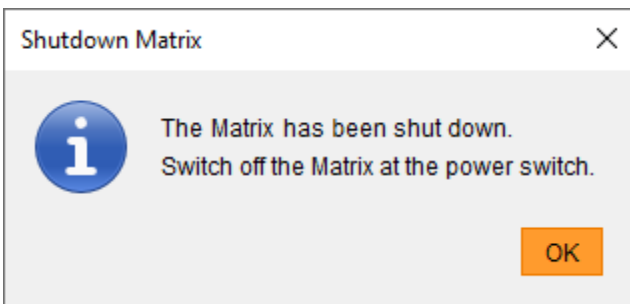 Shutdown Matrix
The Matrix has been shut down.
Switch off the Matrix at the power switch.
OK